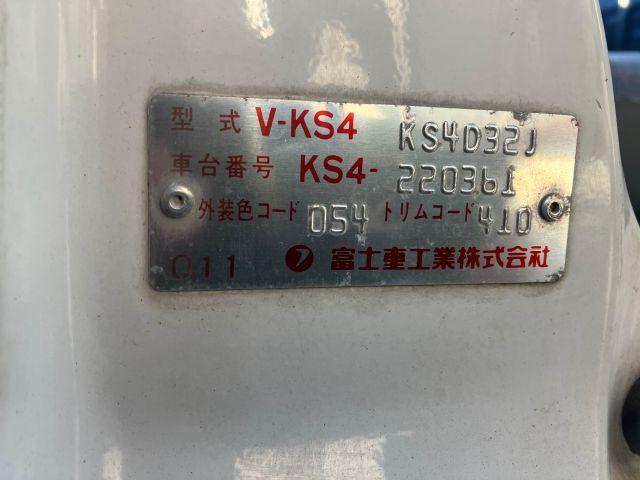 型式 V-KS4 KS4D32J
車台番号 KS4-220361
外装色コード 054 トリムコード 410
011 富士重工業株式会社